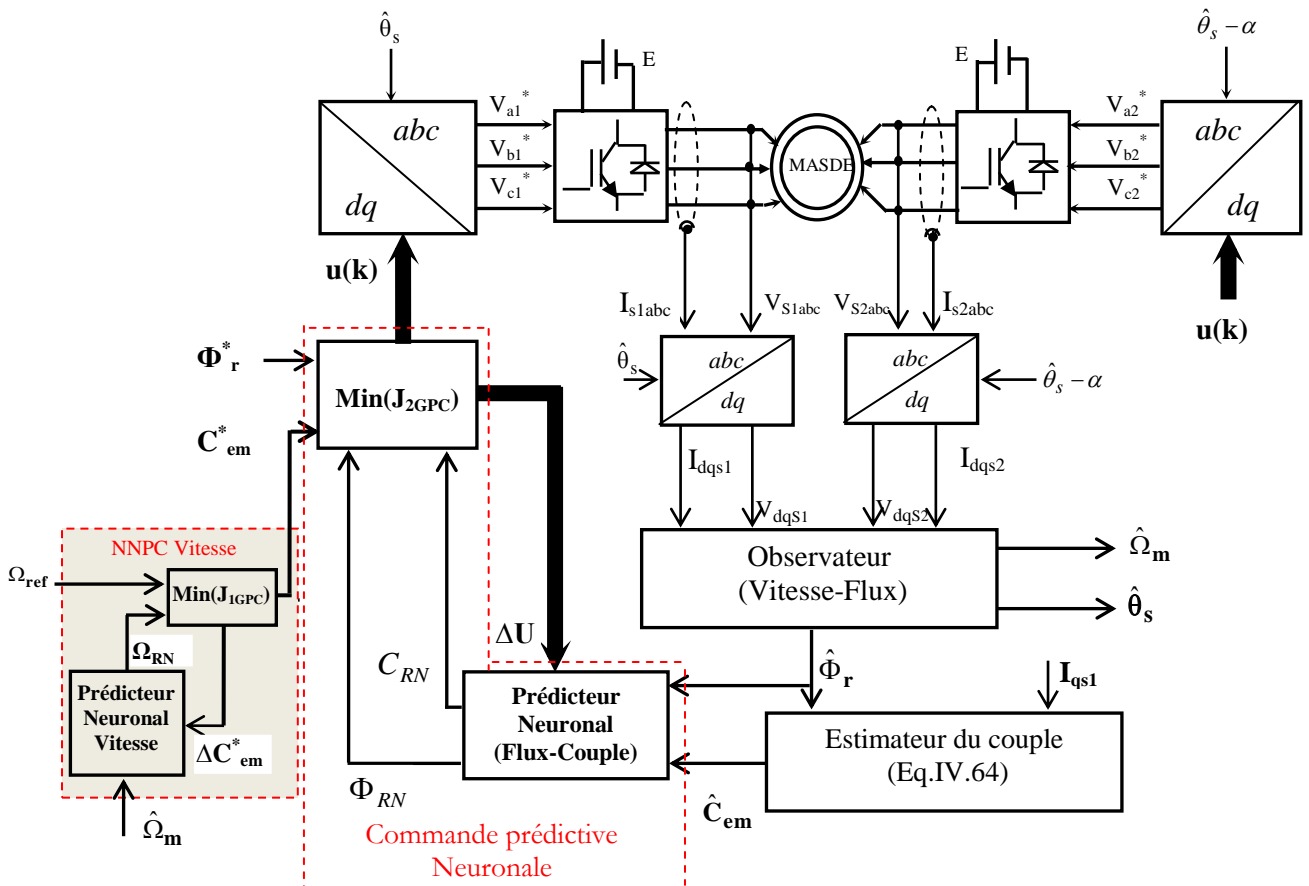 θ̂s
E
E
θ̂s − α
Va1*
Vb1*
Vc1*
abc
dq
MASDE
Va2*
Vb2*
Vc2*
abc
dq
u(k)
u(k)
Is1abc
VS1abc
VS2abc
Is2abc
Φ*r
Min(J2GPC)
C*em
θ̂s
abc
dq
abc
dq
θ̂s − α
Idqs1
VdqS1
VdqS2
Idqs2
NNPC Vitesse
Ωref
Min(J1GPC)
ΩRN
Prédicteur
Neuronal
Vitesse
ΔC*em
Ω̂m
Observateur
(Vitesse-Flux)
Ω̂m
θ̂s
ΔU
CRN
ΦRN
Φ̂r
Iqs1
Prédicteur
Neuronal
(Flux-Couple)
Estimateur du couple
(Eq.IV.64)
Ĉem
Commande prédictive
Neuronale